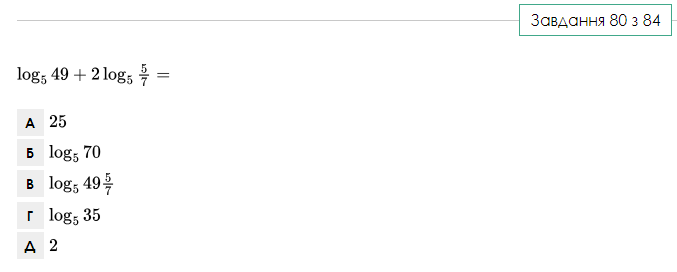 Завдання 80 з 84
log₅ 49 + 2 log₅ 5/7 =
А 25
Б log₅ 70
В log₅ 49 5/7
Г log₅ 35
Д 2